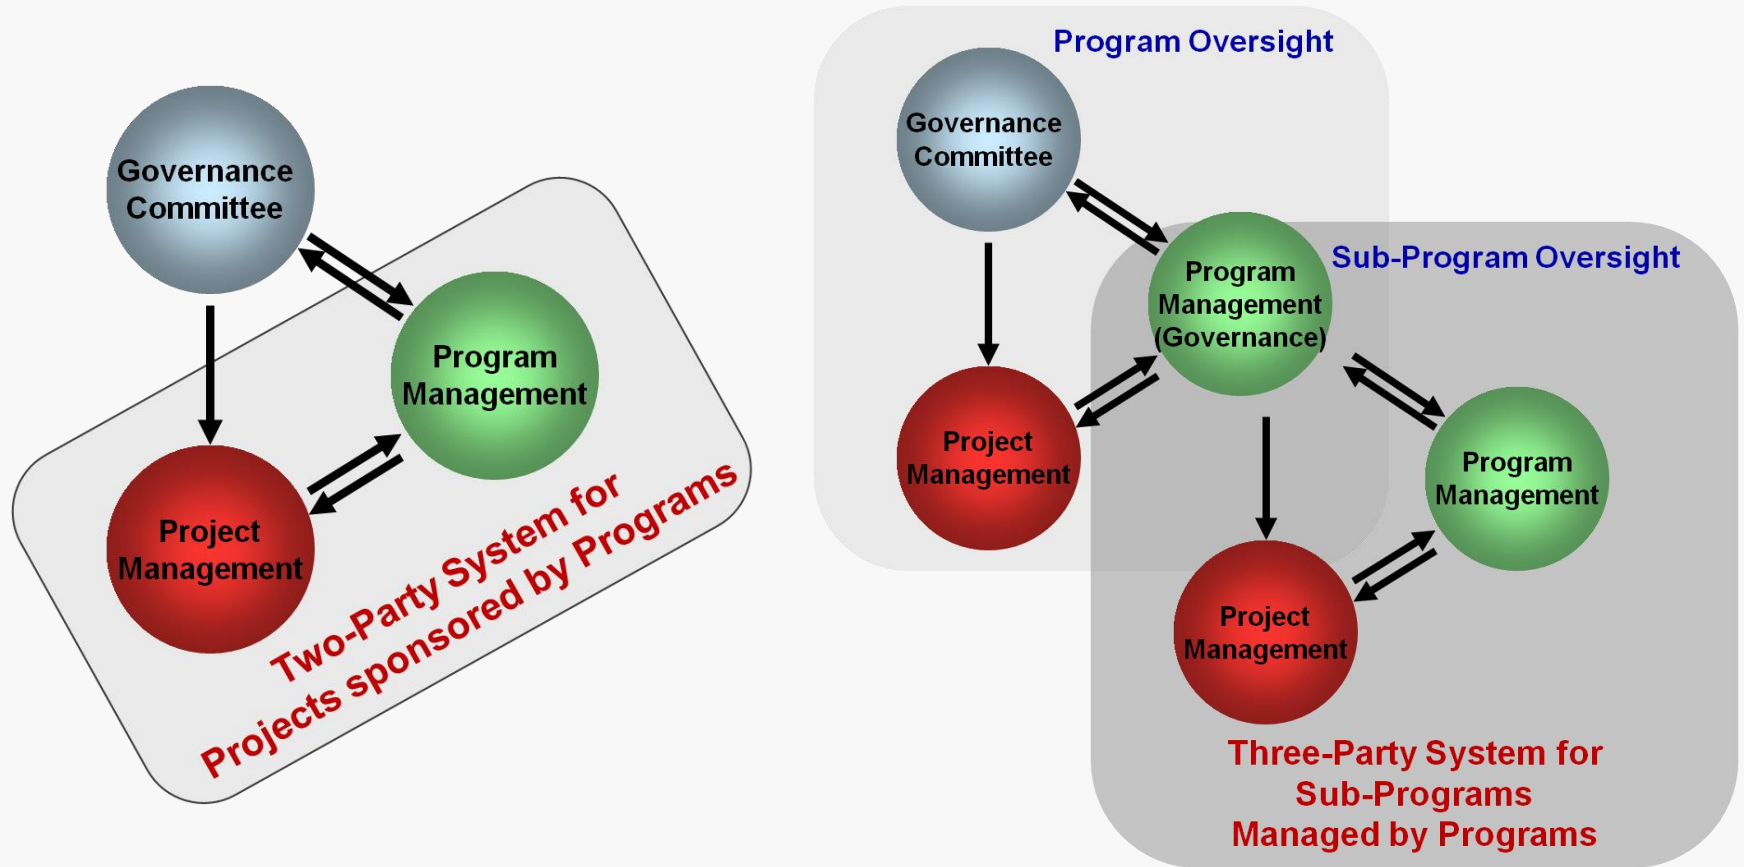 Governance
Committee
Program
Management
Project
Management
Two-Party System for
Projects sponsored by Programs
Program Oversight
Governance
Committee
Program
Management
(Governance)
Sub-Program Oversight
Project
Management
Program
Management
Project
Management
Three-Party System for
Sub-Programs
Managed by Programs